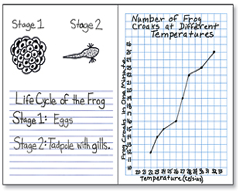 Stage 1
Stage 2
Life Cycle of the Frog
Stage 1: Eggs
Stage 2: Tadpole with gills.
Number of Frog
Croaks at Different
Temperatures
Frog Croaks in One Minute
Temperature (Celsius)